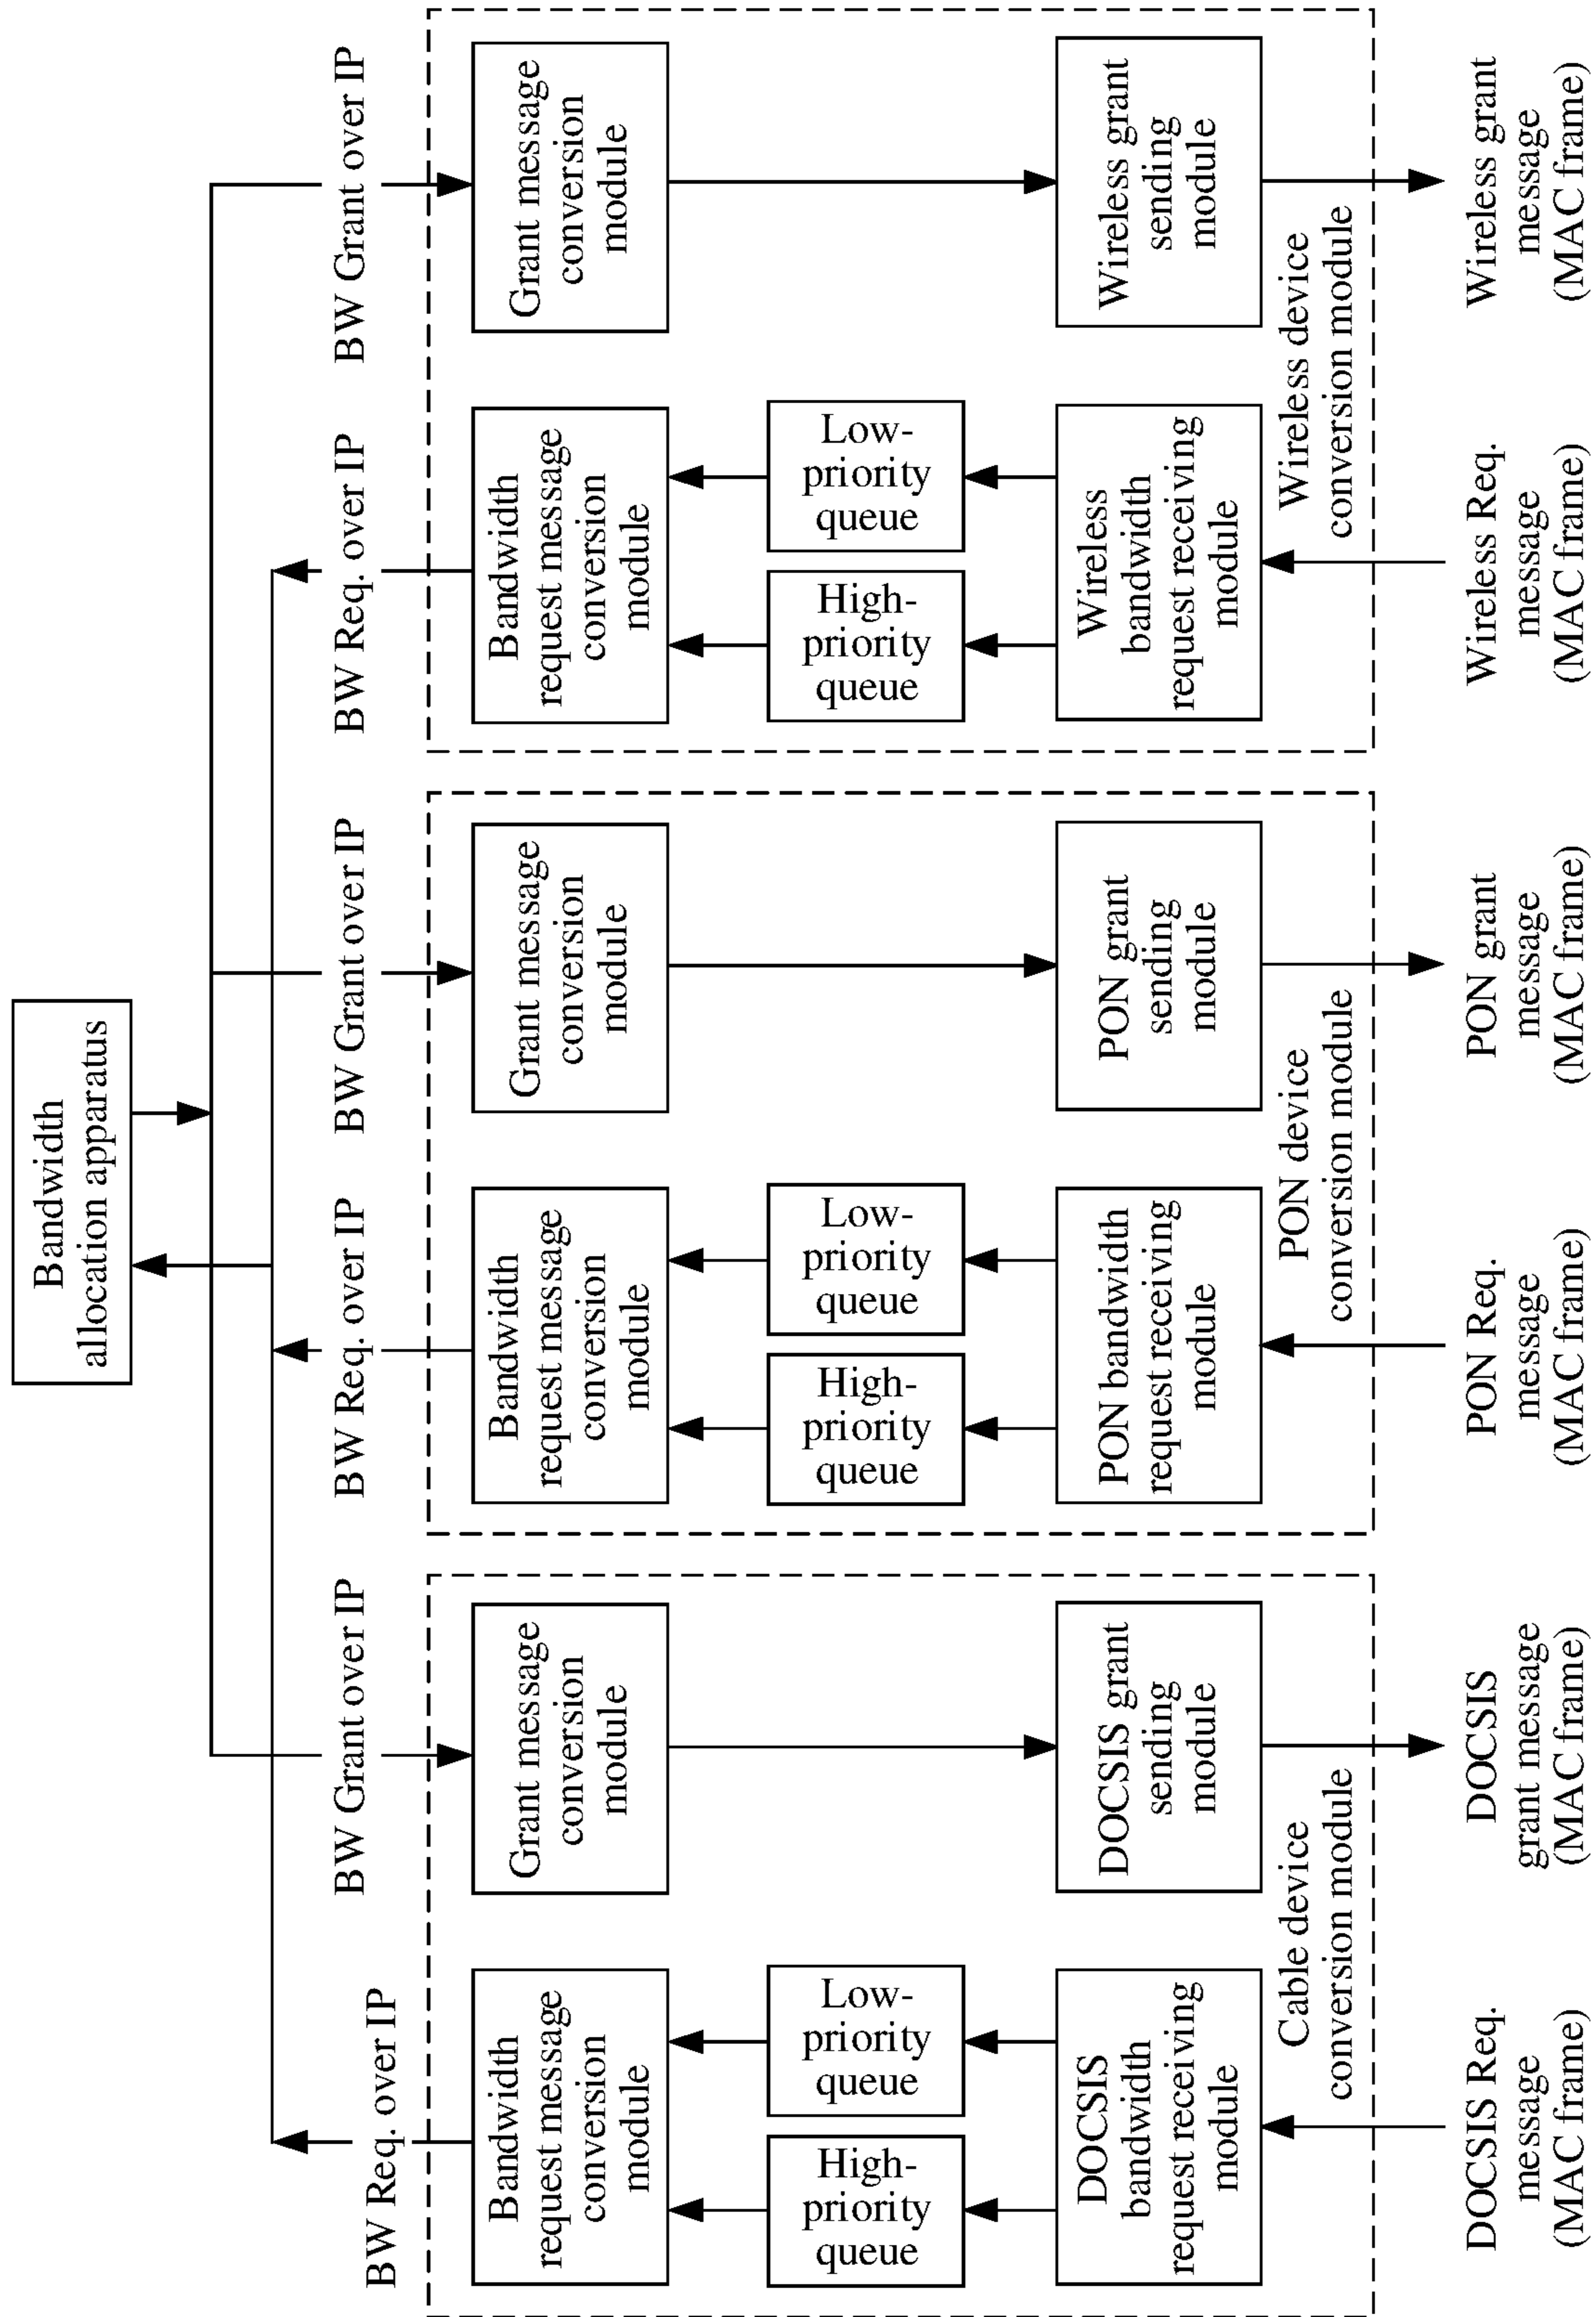 Bandwidth
allocation apparatus
BW Req. over IP
BW Grant over IP
BW Req. over IP
BW Grant over IP
BW Req. over IP
BW Grant over IP
Bandwidth
request message
conversion
module
Grant message
conversion
module
Bandwidth
request message
conversion
module
Grant message
conversion
module
Bandwidth
request message
conversion
module
Grant message
conversion
module
High-
priority
queue
Low-
priority
queue
High-
priority
queue
Low-
priority
queue
High-
priority
queue
Low-
priority
queue
DOCSIS
bandwidth
request receiving
module
DOCSIS grant
sending
module
PON bandwidth
request receiving
module
PON grant
sending
module
Wireless
bandwidth
request receiving
module
Wireless grant
sending
module
Cable device
conversion module
PON device
conversion module
Wireless device
conversion module
DOCSIS Req.
message
(MAC frame)
DOCSIS
grant message
(MAC frame)
PON Req.
message
(MAC frame)
PON grant
message
(MAC frame)
Wireless Req.
message
(MAC frame)
Wireless grant
message
(MAC frame)